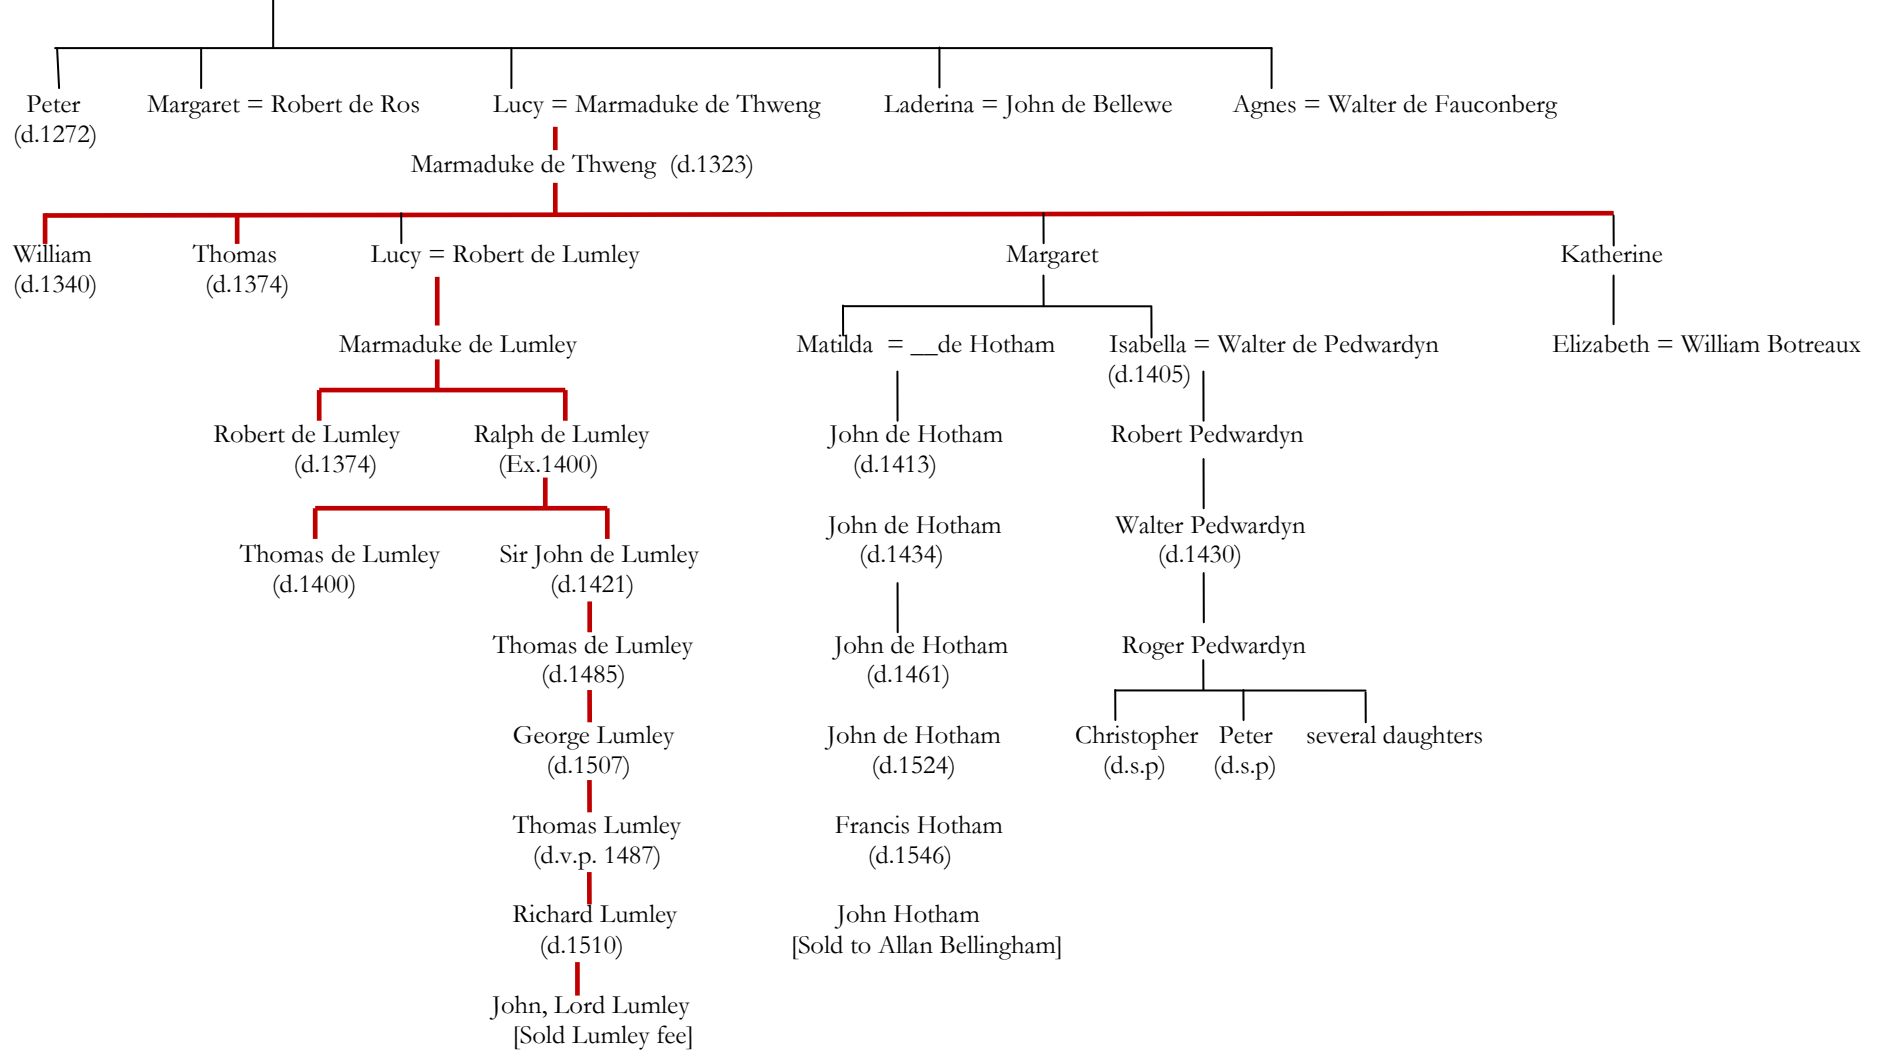 Peter Margaret = Robert de Ros Lucy = Marmaduke de Thweng Laderina = John de Bellewe Agnes = Walter de Fauconberg
(d.1272)
Marmaduke de Thweng (d.1323)
William Thomas Lucy = Robert de Lumley Margaret Katherine
(d.1340) (d.1374)
Marmaduke de Lumley Matilda = __de Hotham Isabella = Walter de Pedwardyn Elizabeth = William Botreaux
(d.1405)
Robert de Lumley Ralph de Lumley John de Hotham Robert Pedwardyn
(d.1374) (Ex.1400) (d.1413)
John de Hotham Walter Pedwardyn
Thomas de Lumley Sir John de Lumley (d.1434) (d.1430)
(d.1400) (d.1421)
Thomas de Lumley John de Hotham Roger Pedwardyn
(d.1485) (d.1461)
George Lumley John de Hotham Christopher Peter several daughters
(d.1507) (d.1524) (d.s.p) (d.s.p)
Thomas Lumley Francis Hotham
(d.v.p. 1487) (d.1546)
Richard Lumley John Hotham
(d.1510) [Sold to Allan Bellingham]
John, Lord Lumley
[Sold Lumley fee]